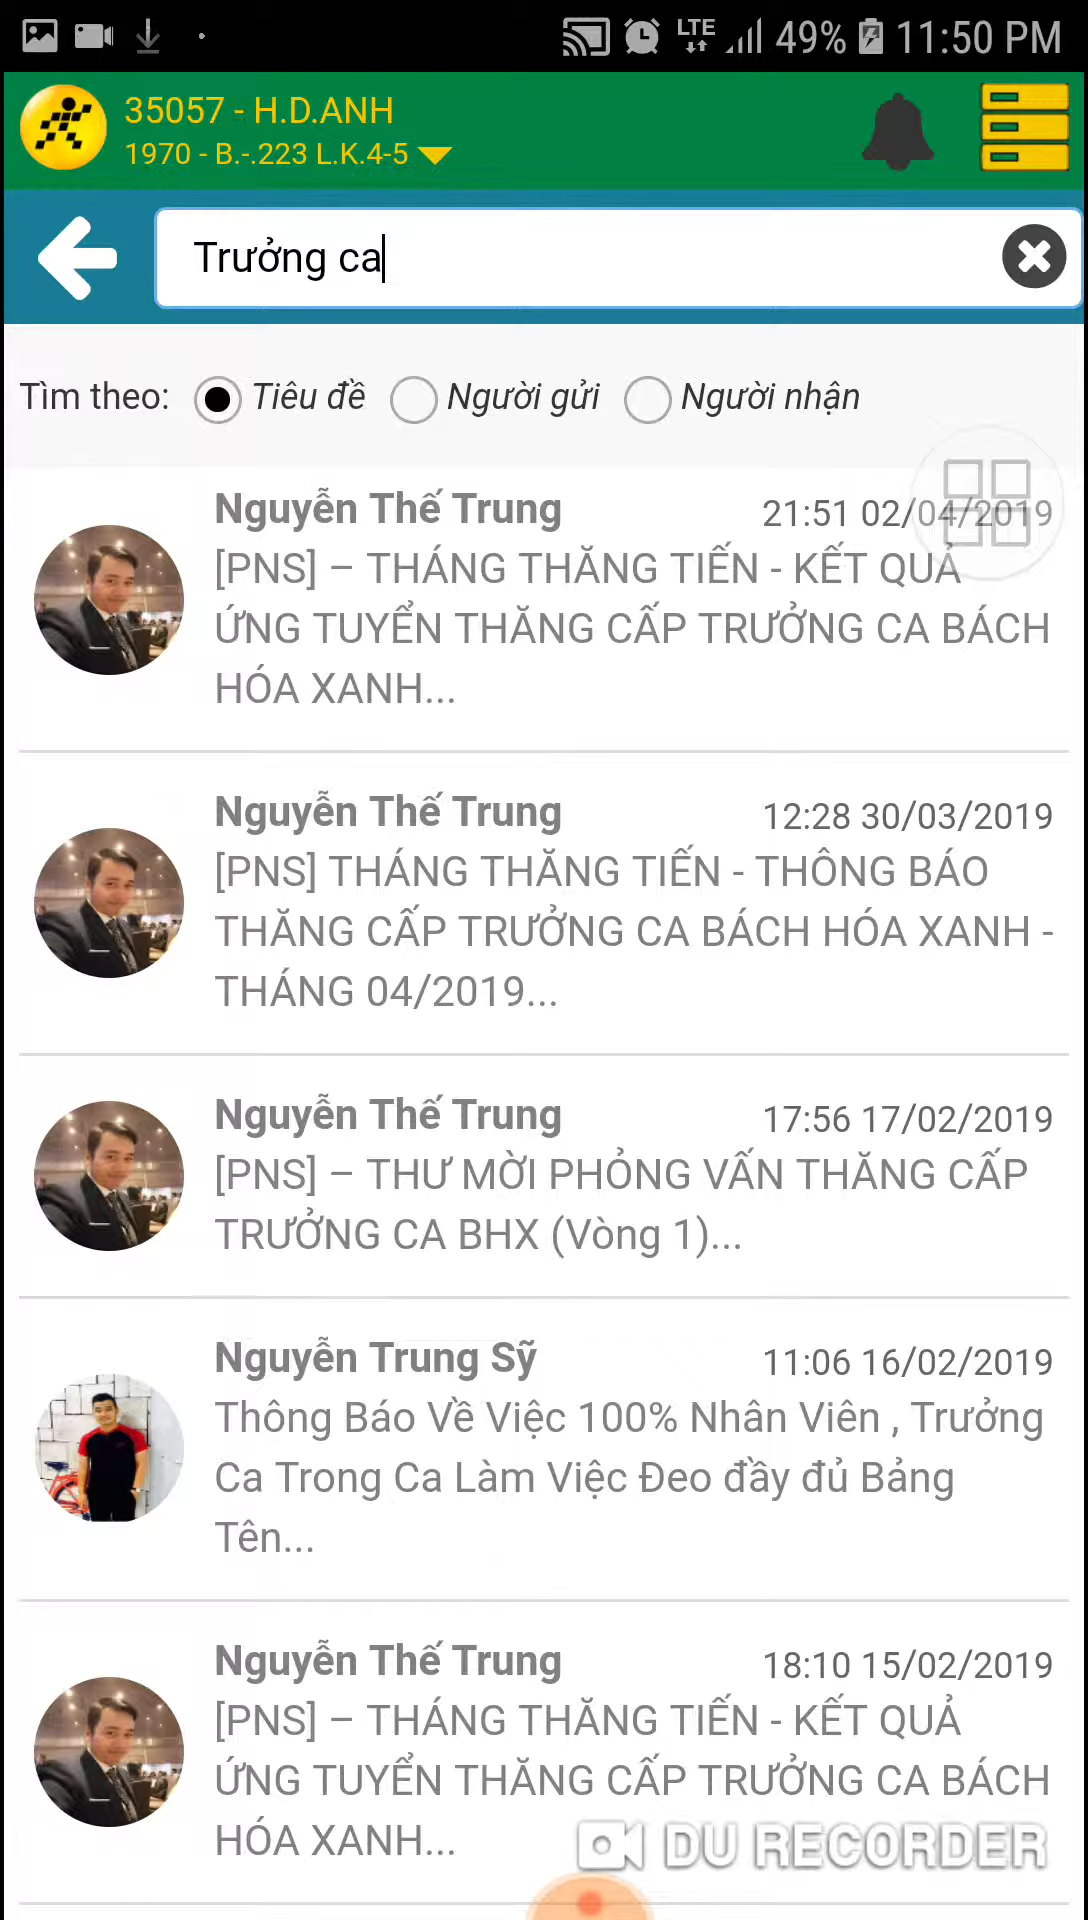 LTE 49% 11:50 PM
35057 - H.D.ANH
1970 - B.-.223 L.K.4-5
Trưởng ca
Tìm theo: Tiêu đề Người gửi Người nhận
Nguyễn Thế Trung 21:51 02/04/2019
[PNS] – THÁNG THĂNG TIẾN - KẾT QUẢ
ỨNG TUYỂN THĂNG CẤP TRƯỞNG CA BÁCH
HÓA XANH...
Nguyễn Thế Trung 12:28 30/03/2019
[PNS] THÁNG THĂNG TIẾN - THÔNG BÁO
THĂNG CẤP TRƯỞNG CA BÁCH HÓA XANH -
THÁNG 04/2019...
Nguyễn Thế Trung 17:56 17/02/2019
[PNS] – THƯ MỜI PHỎNG VẤN THĂNG CẤP
TRƯỞNG CA BHX (Vòng 1)...
Nguyễn Trung Sỹ 11:06 16/02/2019
Thông Báo Về Việc 100% Nhân Viên , Trưởng
Ca Trong Ca Làm Việc Đeo đầy đủ Bảng
Tên...
Nguyễn Thế Trung 18:10 15/02/2019
[PNS] – THÁNG THĂNG TIẾN - KẾT QUẢ
ỨNG TUYỂN THĂNG CẤP TRƯỞNG CA BÁCH
HÓA XANH...
DU RECORDER